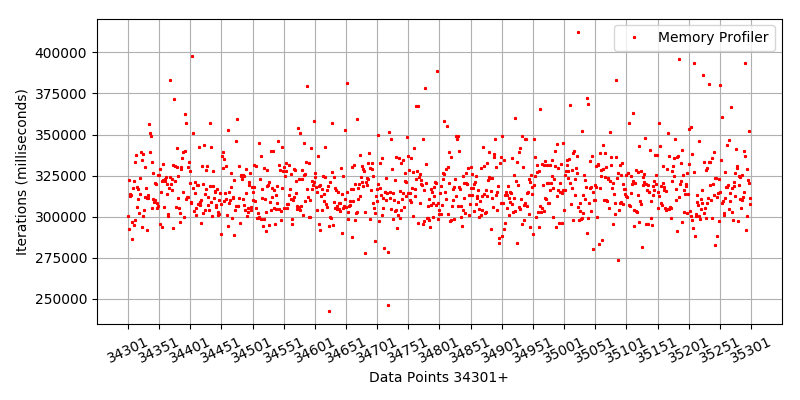 Memory Profiler
400000
375000
350000
325000
300000
275000
250000
Iterations (milliseconds)
34301 34351 34401 34451 34501 34551 34601 34651 34701 34751 34801 34851 34901 34951 35001 35051 35101 35151 35201 35251 35301
Data Points 34301+